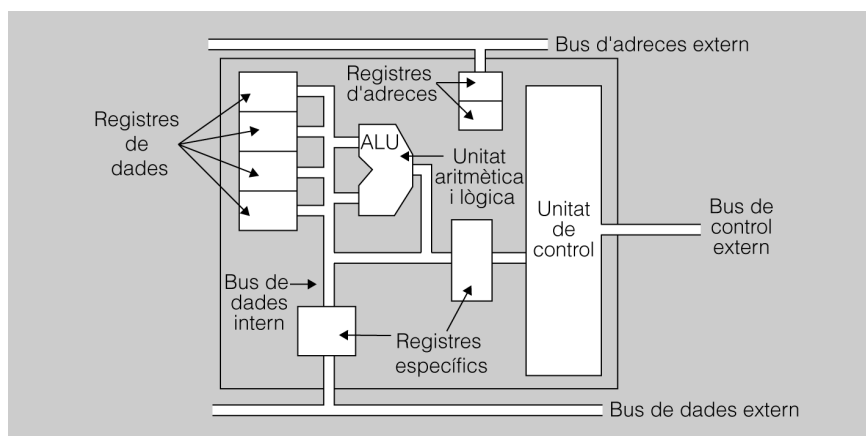 Bus d'adreces extern
Registres
d'adreces
Registres
de
dades
ALU
Unitat
aritmètica
i lògica
Unitat
de
control
Bus de
control
extern
Bus de
dades
intern
Registres
específics
Bus de dades extern